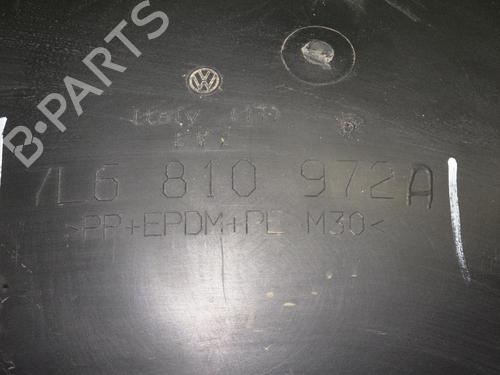 B-PARTS
Italy
7L6 810 972A
>PP+EPDM+PE M30<